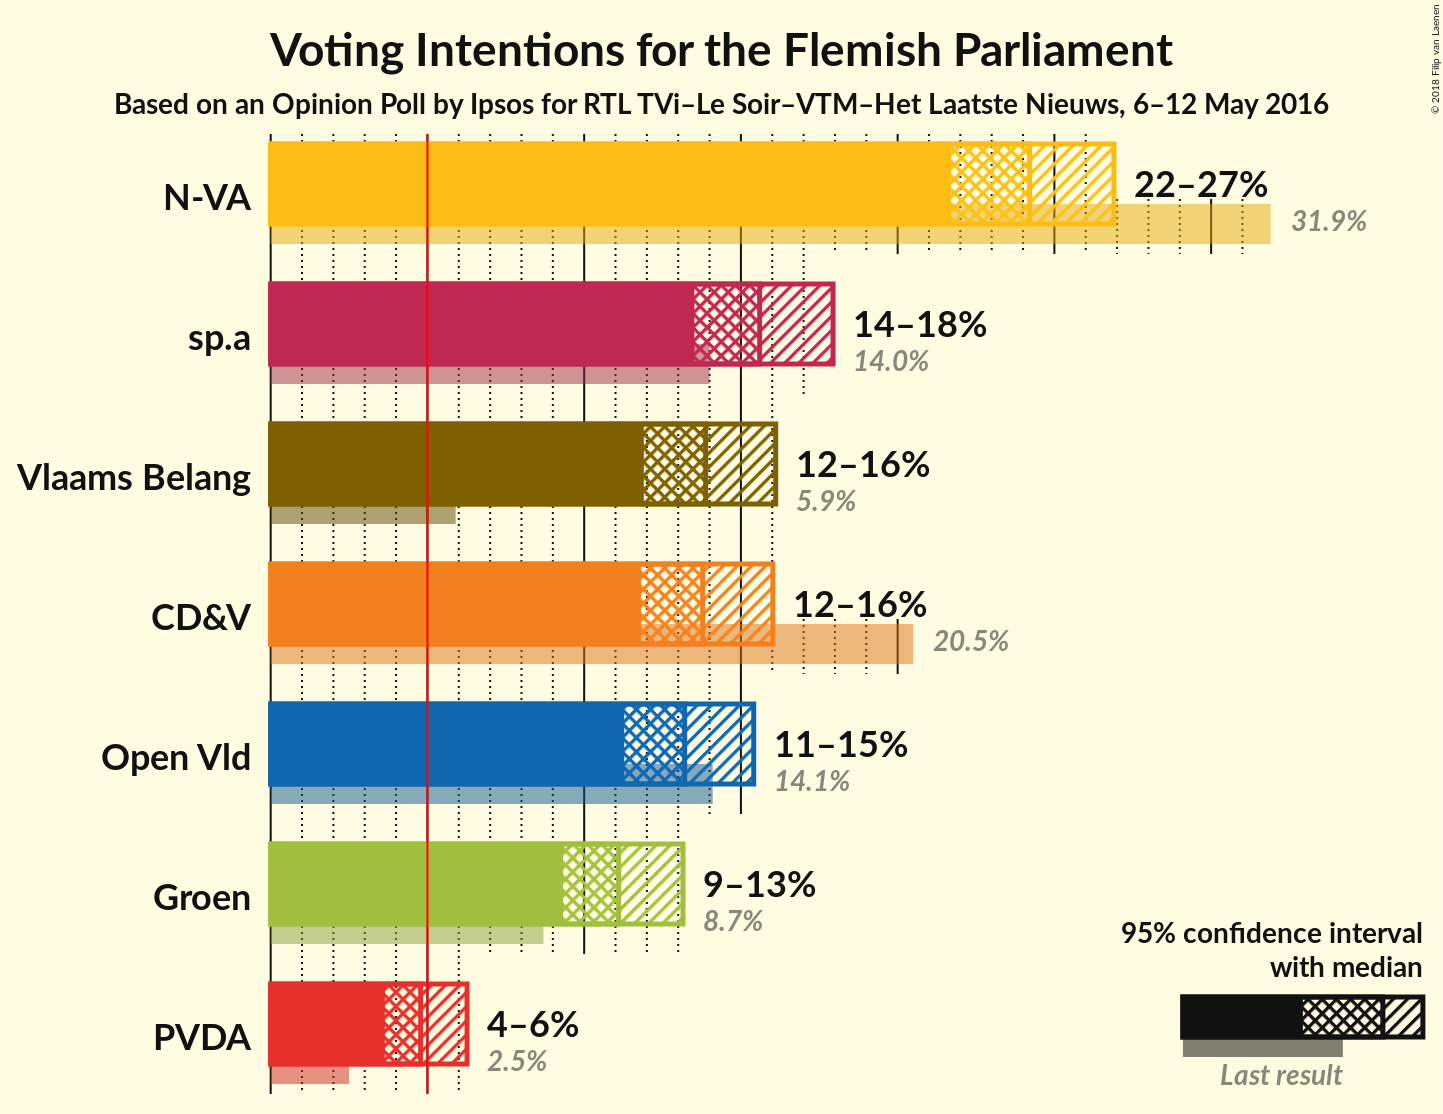 Voting Intentions for the Flemish Parliament
Based on an Opinion Poll by Ipsos for RTL TVi–Le Soir–VTM–Het Laatste Nieuws, 6–12 May 2016
© 2018 Filip van Laenen
N-VA
22–27%
31.9%
sp.a
14–18%
14.0%
Vlaams Belang
12–16%
5.9%
CD&V
12–16%
20.5%
Open Vld
11–15%
14.1%
Groen
9–13%
8.7%
PVDA
4–6%
2.5%
95% confidence interval
with median
Last result